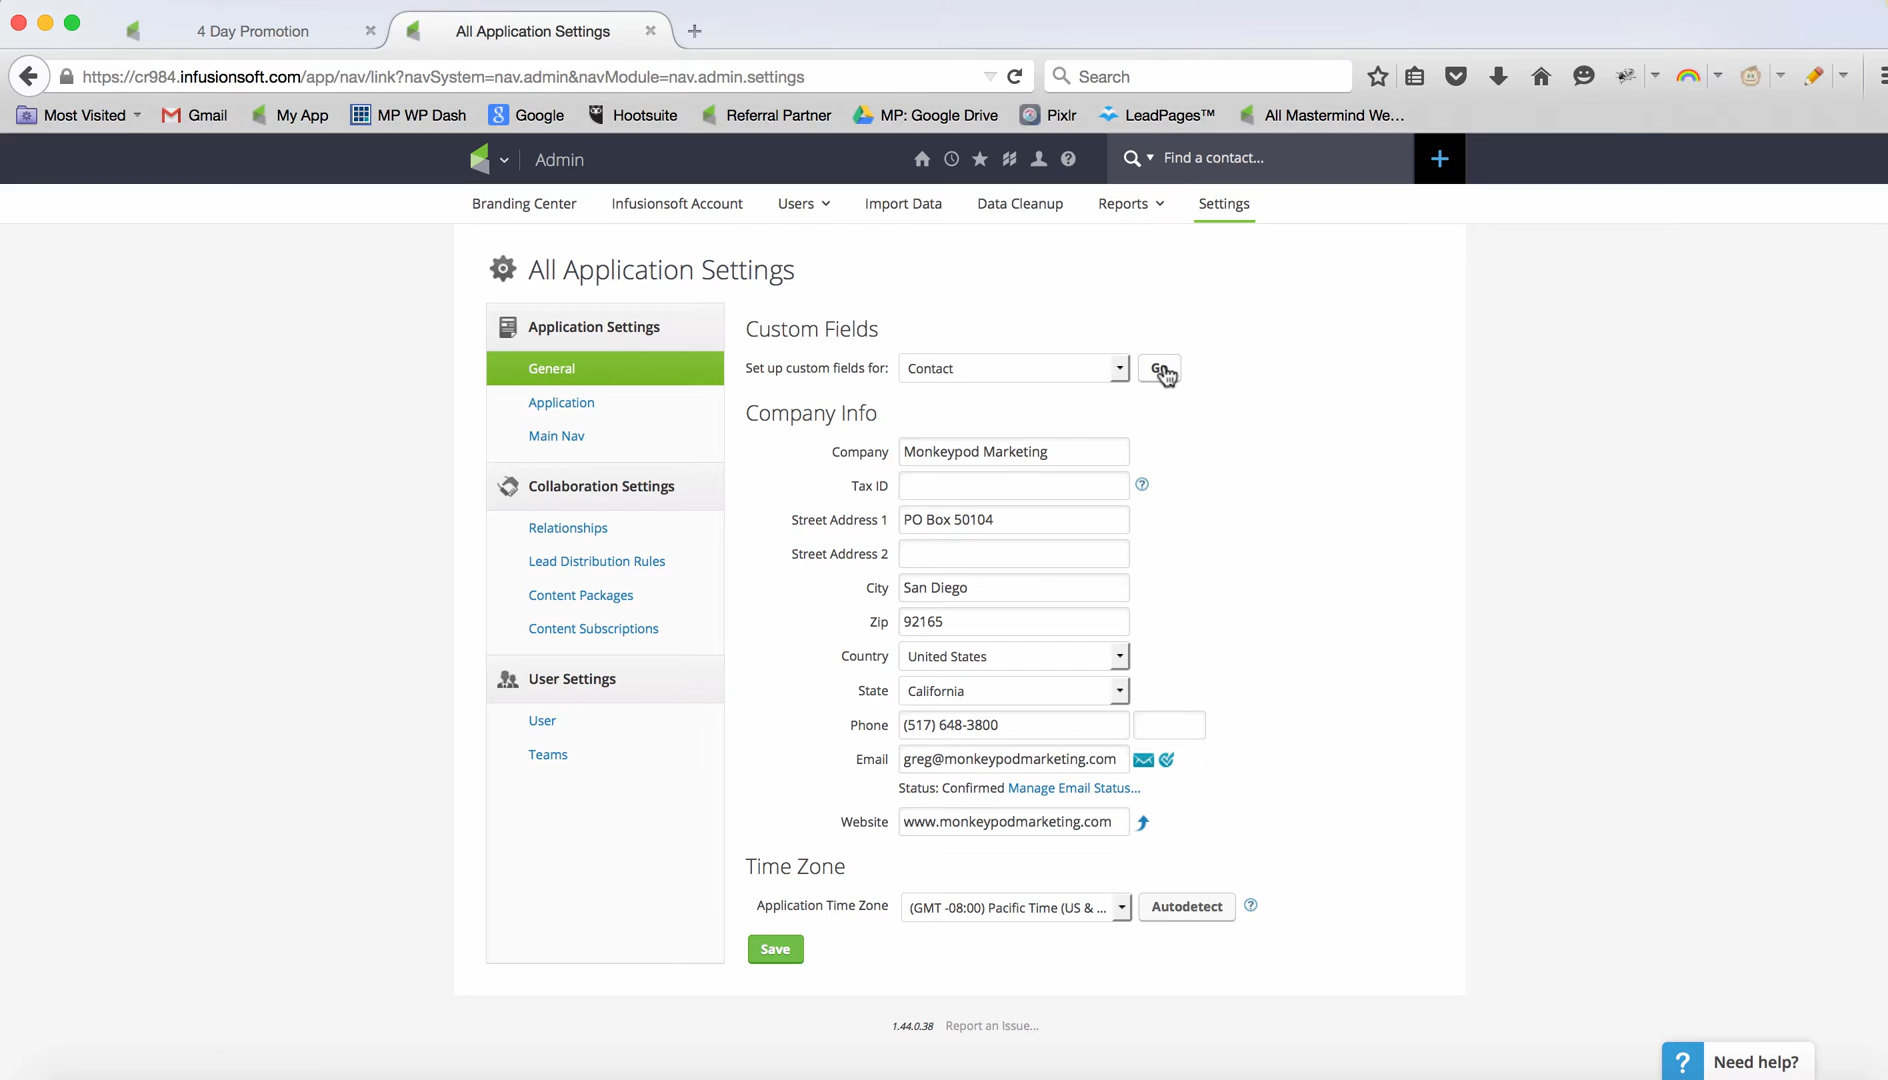 4 Day Promotion
All Application Settings
https://cr984.infusionsoft.com/app/nav/link?navSystem=nav.admin&navModule=nav.admin.settings
Search
Most Visited
Gmail
My App
MP WP Dash
Google
Hootsuite
Referral Partner
MP: Google Drive
Pixlr
LeadPages™
All Mastermind We...
Admin
Find a contact...
Branding Center
Infusionsoft Account
Users
Import Data
Data Cleanup
Reports
Settings
All Application Settings
Application Settings
General
Application
Main Nav
Collaboration Settings
Relationships
Lead Distribution Rules
Content Packages
Content Subscriptions
User Settings
User
Teams
Custom Fields
Set up custom fields for: Contact Go
Company Info
Company Monkeypod Marketing
Tax ID
Street Address 1 PO Box 50104
Street Address 2
City San Diego
Zip 92165
Country United States
State California
Phone (517) 648-3800
Email greg@monkeypodmarketing.com
Status: Confirmed Manage Email Status...
Website www.monkeypodmarketing.com
Time Zone
Application Time Zone (GMT -08:00) Pacific Time (US & ... Autodetect
Save
1.44.0.38 Report an Issue...
? Need help?